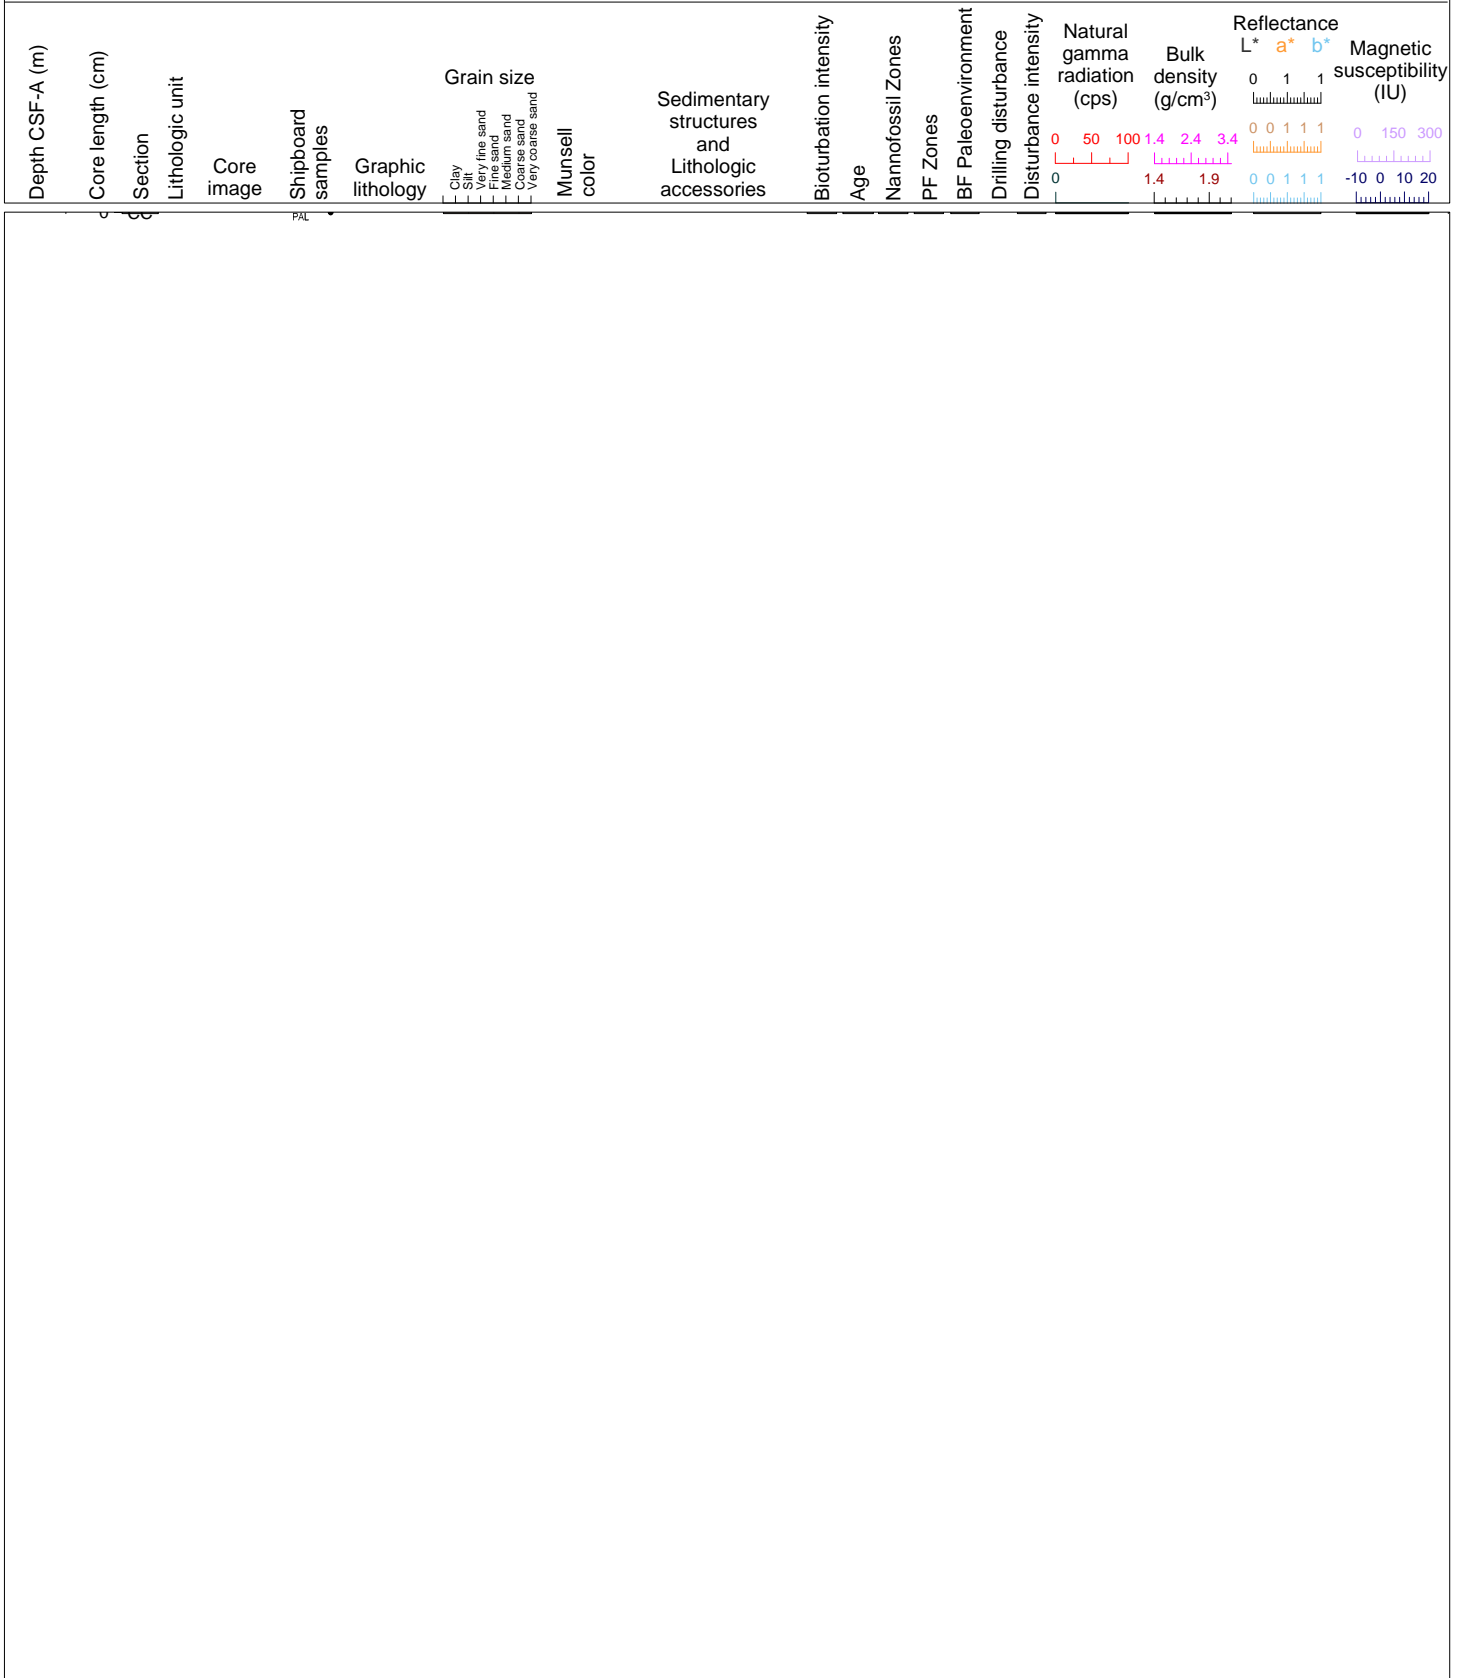 Depth CSF-A (m)
Core length (cm)
Section
Lithologic unit
Core
image
Shipboard
samples
Graphic
lithology
Grain size
Clay
Silt
Very fine sand
Fine sand
Medium sand
Coarse sand
Very coarse sand
Munsell
color
Sedimentary
structures
and
Lithologic
accessories
Bioturbation intensity
Age
Nannofossil Zones
PF Zones
BF Paleoenvironment
Drilling disturbance
Disturbance intensity
Natural
gamma
radiation
(cps)
0 50 100
0
Bulk
density
(g/cm³)
1.4 2.4 3.4
1.4 1.9
Reflectance
L* a* b*
0 1 1
0 0 1 1 1
0 0 1 1 1
Magnetic
susceptibility
(IU)
0 150 300
-10 0 10 20
0
CC
PAL